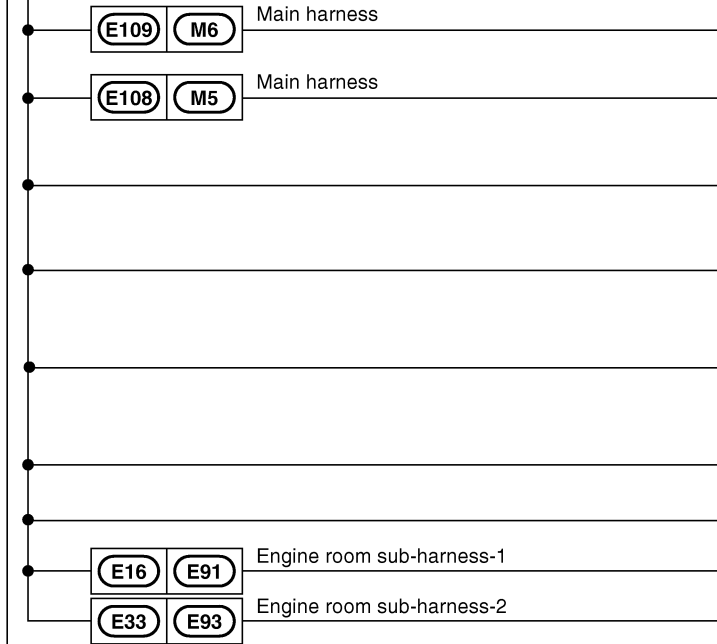 Main harness
E109 M6
Main harness
E108 M5
Engine room sub-harness-1
E16 E91
Engine room sub-harness-2
E33 E93